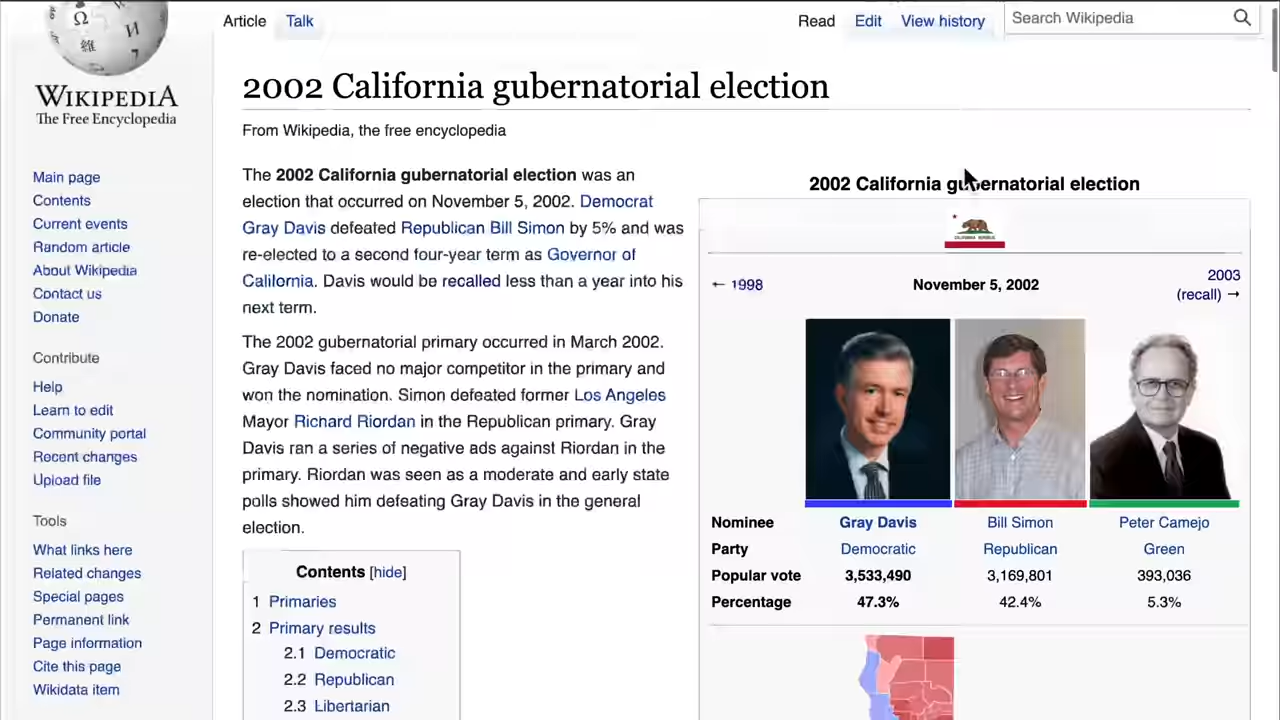 Article Talk Read Edit View history Search Wikipedia
WIKIPEDIA
The Free Encyclopedia
Main page
Contents
Current events
Random article
About Wikipedia
Contact us
Donate
Contribute
Help
Learn to edit
Community portal
Recent changes
Upload file
Tools
What links here
Related changes
Special pages
Permanent link
Page information
Cite this page
Wikidata item
2002 California gubernatorial election
From Wikipedia, the free encyclopedia
The 2002 California gubernatorial election was an
election that occurred on November 5, 2002. Democrat
Gray Davis defeated Republican Bill Simon by 5% and was
re-elected to a second four-year term as Governor of
California. Davis would be recalled less than a year into his
next term.
The 2002 gubernatorial primary occurred in March 2002.
Gray Davis faced no major competitor in the primary and
won the nomination. Simon defeated former Los Angeles
Mayor Richard Riordan in the Republican primary. Gray
Davis ran a series of negative ads against Riordan in the
primary. Riordan was seen as a moderate and early state
polls showed him defeating Gray Davis in the general
election.
Contents [hide]
1 Primaries
2 Primary results
2.1 Democratic
2.2 Republican
2.3 Libertarian
2002 California gubernatorial election
CALIFORNIA REPUBLIC
← 1998 November 5, 2002 2003
(recall) →
Nominee Gray Davis Bill Simon Peter Camejo
Party Democratic Republican Green
Popular vote 3,533,490 3,169,801 393,036
Percentage 47.3% 42.4% 5.3%